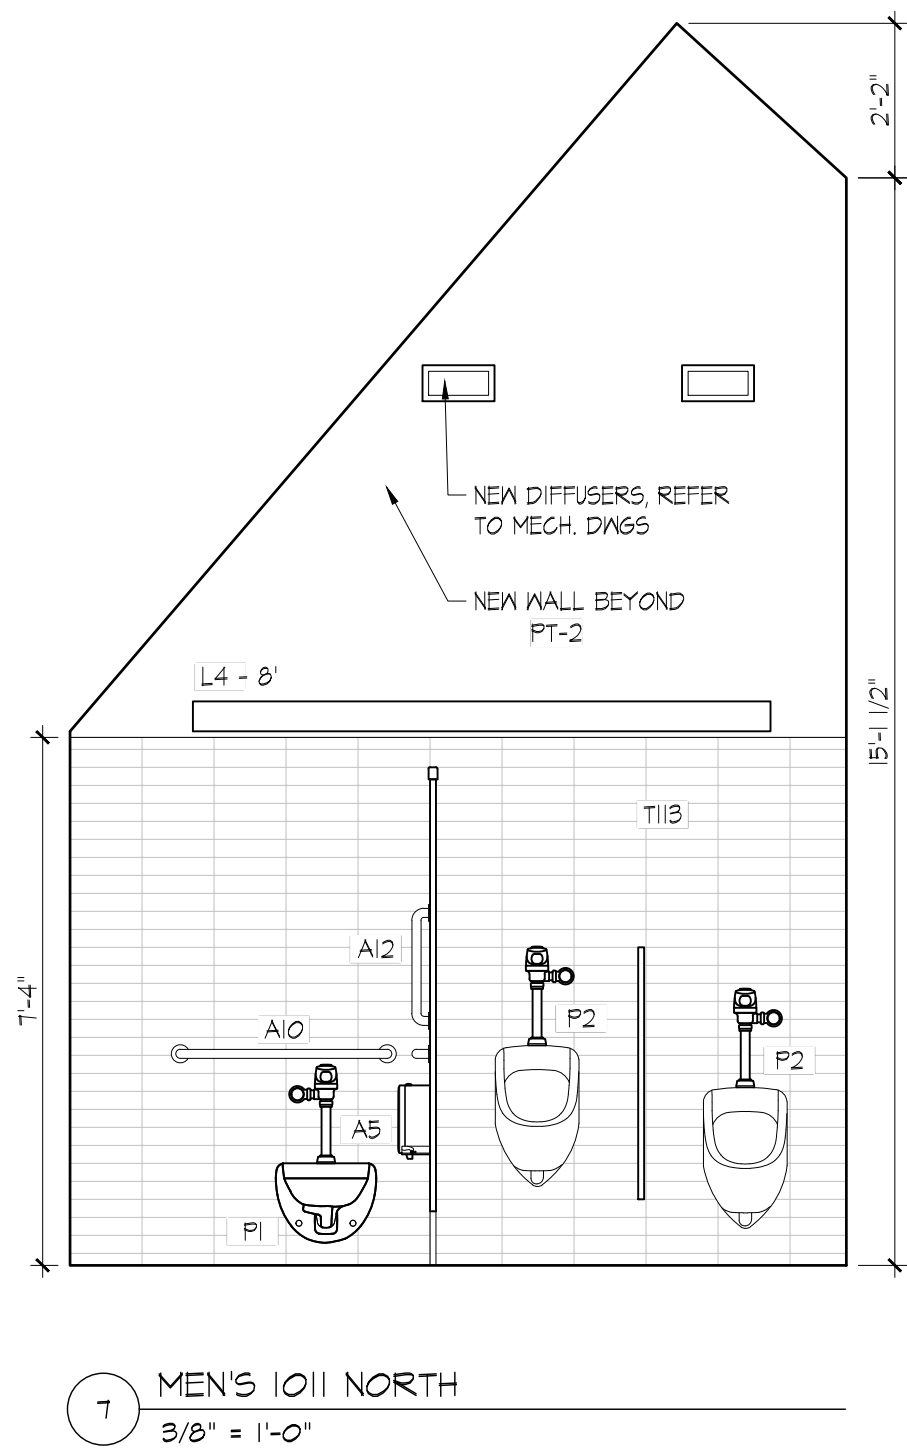 2'-2"
NEW DIFFUSERS, REFER
TO MECH. DWGS
NEW WALL BEYOND
PT-2
L4 - 8'
15'-1 1/2"
T113
A12
7'-4"
A10
P2
P2
A5
P1
7
MEN'S 1011 NORTH
3/8" = 1'-0"